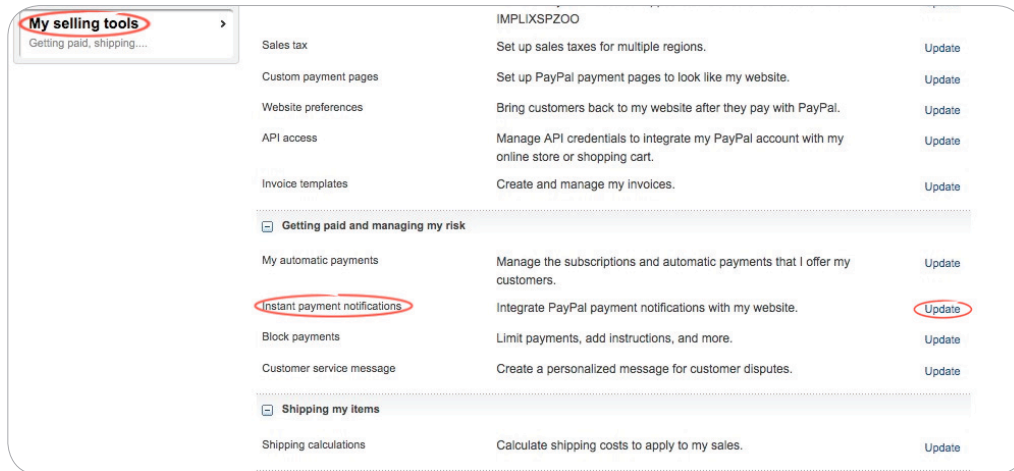 My selling tools >
Getting paid, shipping....
IMPLIXSPZOO
Sales tax Set up sales taxes for multiple regions. Update
Custom payment pages Set up PayPal payment pages to look like my website. Update
Website preferences Bring customers back to my website after they pay with PayPal. Update
API access Manage API credentials to integrate my PayPal account with my Update
online store or shopping cart.
Invoice templates Create and manage my invoices. Update
Getting paid and managing my risk
My automatic payments Manage the subscriptions and automatic payments that I offer my Update
customers.
Instant payment notifications Integrate PayPal payment notifications with my website. Update
Block payments Limit payments, add instructions, and more. Update
Customer service message Create a personalized message for customer disputes. Update
Shipping my items
Shipping calculations Calculate shipping costs to apply to my sales. Update